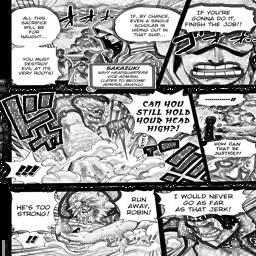 IF YOU'RE
GONNA DO IT,
FINISH THE
JOB!!
IF, BY CHANCE,
EVEN A SINGLE
SCHOLAR IS
HIDING OUT
IN THAT
SHIP...
ALL THIS
SACRIFICE
WILL BE
FOR
NAUGHT...
YOU MUST
DESTROY
EVIL AT ITS
VERY ROOTS!
SAKAZUKI
NAVY HEADQUARTERS
VICE ADMIRAL
(LATER TO BECOME
ADMIRAL AKAINU)
HOW CAN
THAT BE
JUSTICE?!
CAN YOU
STILL HOLD
YOUR HEAD
HIGH?!
I WOULD NEVER
GO AS FAR
AS THAT JERK!
RUN
AWAY,
ROBIN!
HE'S TOO
STRONG!
!!